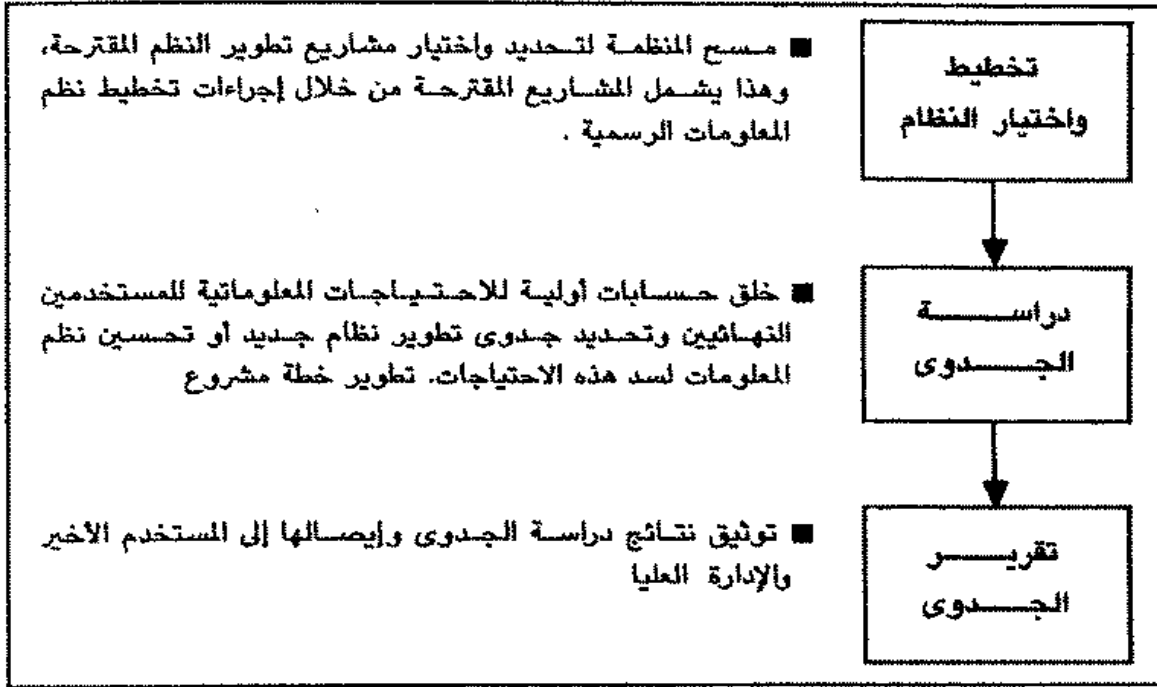 تخطيط
واختيار النظام
■ مسح المنظمة لتحديد واختيار مشاريع تطوير النظم المقترحة،
وهذا يشمل المشاريع المقترحة من خلال إجراءات تخطيط نظم
المعلومات الرسمية .
دراسة
الجدوى
■ خلق حسابات أولية للاحتياجات المعلوماتية للمستخدمين
النهائيين وتحديد جدوى تطوير نظام جديد أو تحسين نظم
المعلومات لسد هذه الاحتياجات. تطوير خطة مشروع
تقرير
الجدوى
■ توثيق نتائج دراسة الجدوى وإيصالها إلى المستخدم الأخير
والإدارة العليا